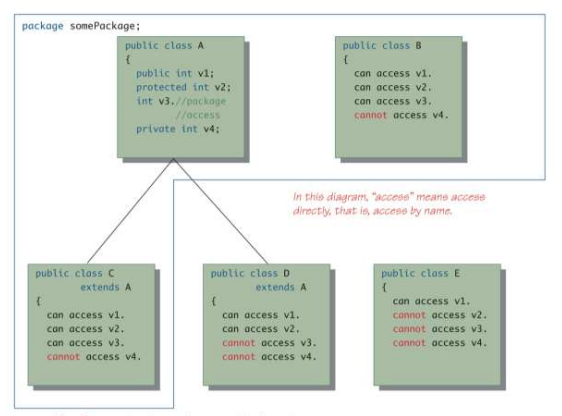 package somePackage;
public class A
{
public int v1;
protected int v2;
int v3.//package
//access
private int v4;
public class B
{
can access v1.
can access v2.
can access v3.
cannot access v4.
In this diagram, "access" means access
directly, that is, access by name.
public class C
extends A
{
can access v1.
can access v2.
can access v3.
cannot access v4.
public class D
extends A
{
can access v1.
can access v2.
cannot access v3.
cannot access v4.
public class E
{
can access v1.
cannot access v2.
cannot access v3.
cannot access v4.